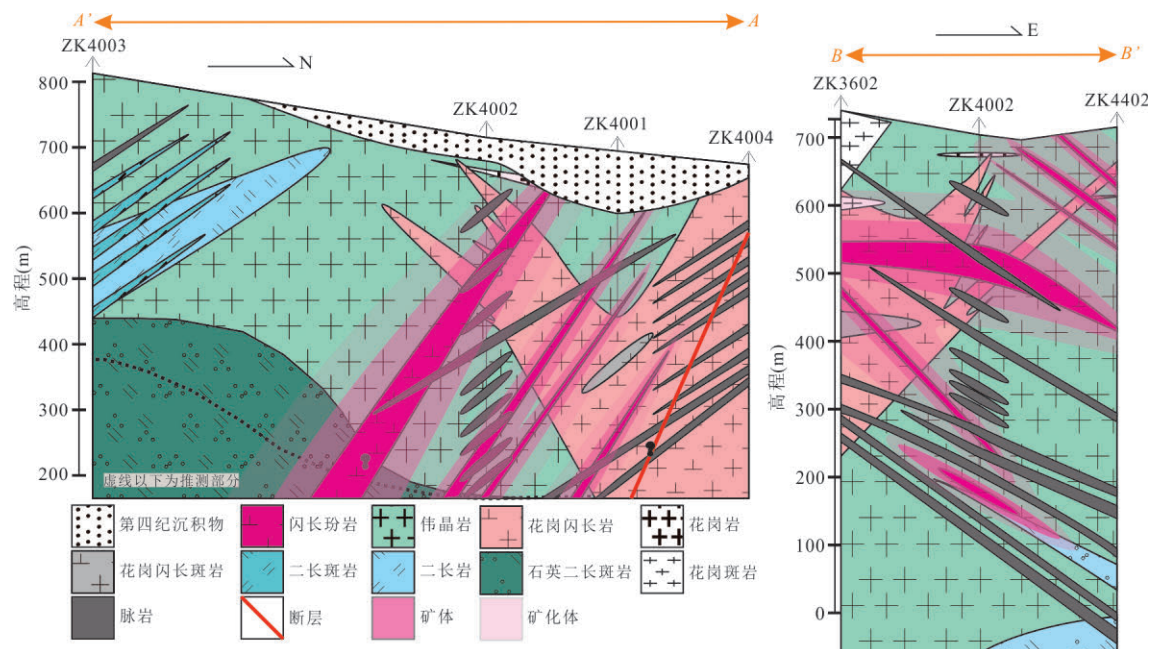 A'
A
ZK4003
N
ZK4002
ZK4001
ZK4004
800
700
600
500
400
300
200
高程(m)
虚线以下为推测部分
B
E
B'
ZK3602
ZK4002
ZK4402
700
600
500
400
300
200
100
0
高程(m)
第四纪沉积物
闪长玢岩
伟晶岩
花岗闪长岩
花岗岩
花岗闪长斑岩
二长斑岩
二长岩
石英二长斑岩
花岗斑岩
脉岩
断层
矿体
矿化体